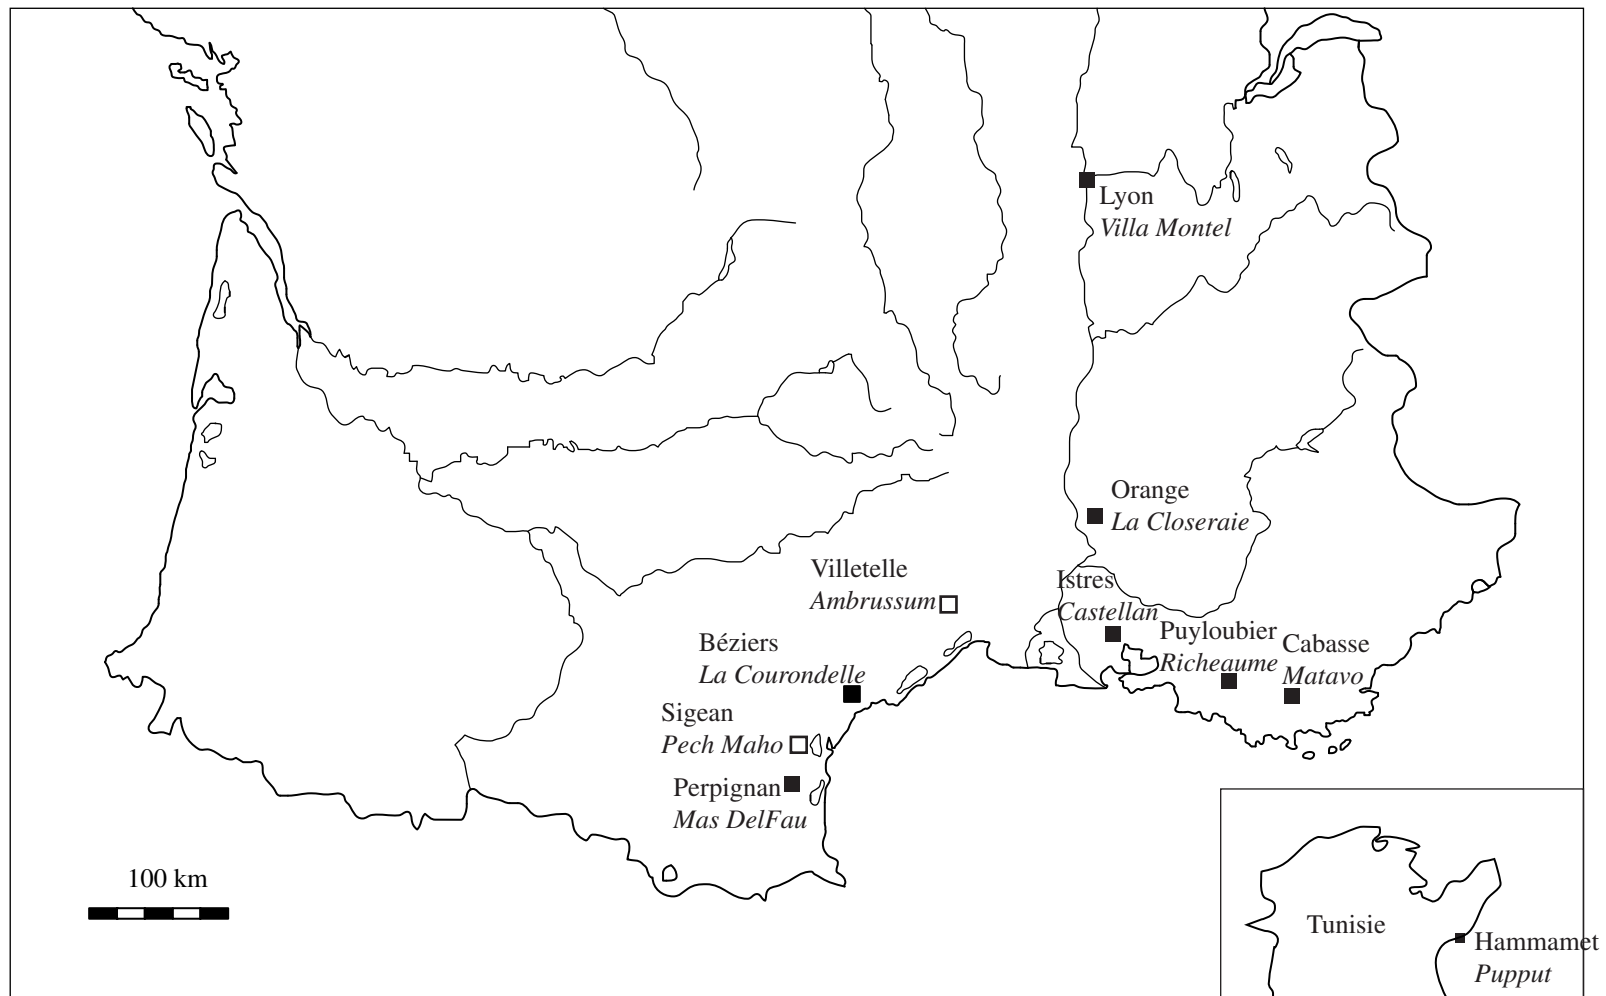 Lyon
Villa Montel
Orange
La Closeraie
Villetelle
Ambrussum
Istres
Castellan
Puyloubier
Richeaume
Cabasse
Matavo
Béziers
La Courondelle
Sigean
Pech Maho
Perpignan
Mas DelFau
100 km
Tunisie
Hammamet
Pupput